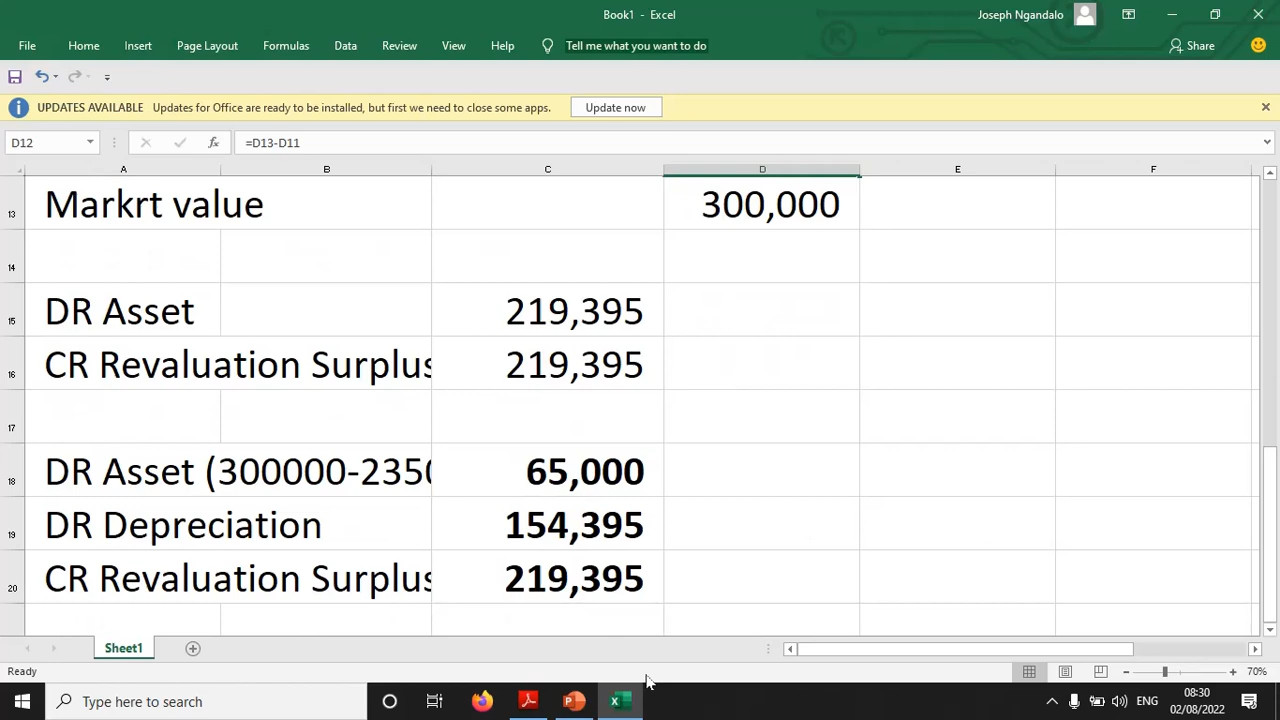 Book1 - Excel
Joseph Ngandalo
File Home Insert Page Layout Formulas Data Review View Help Tell me what you want to do Share
UPDATES AVAILABLE Updates for Office are ready to be installed, but first we need to close some apps. Update now
D12 fx =D13-D11
A B C D E F
13 Markrt value 300,000
14
15 DR Asset 219,395
16 CR Revaluation Surplus 219,395
17
18 DR Asset (300000-2350 65,000
19 DR Depreciation 154,395
20 CR Revaluation Surplus 219,395
Sheet1
Ready 70%
Type here to search ENG 08:30
02/08/2022